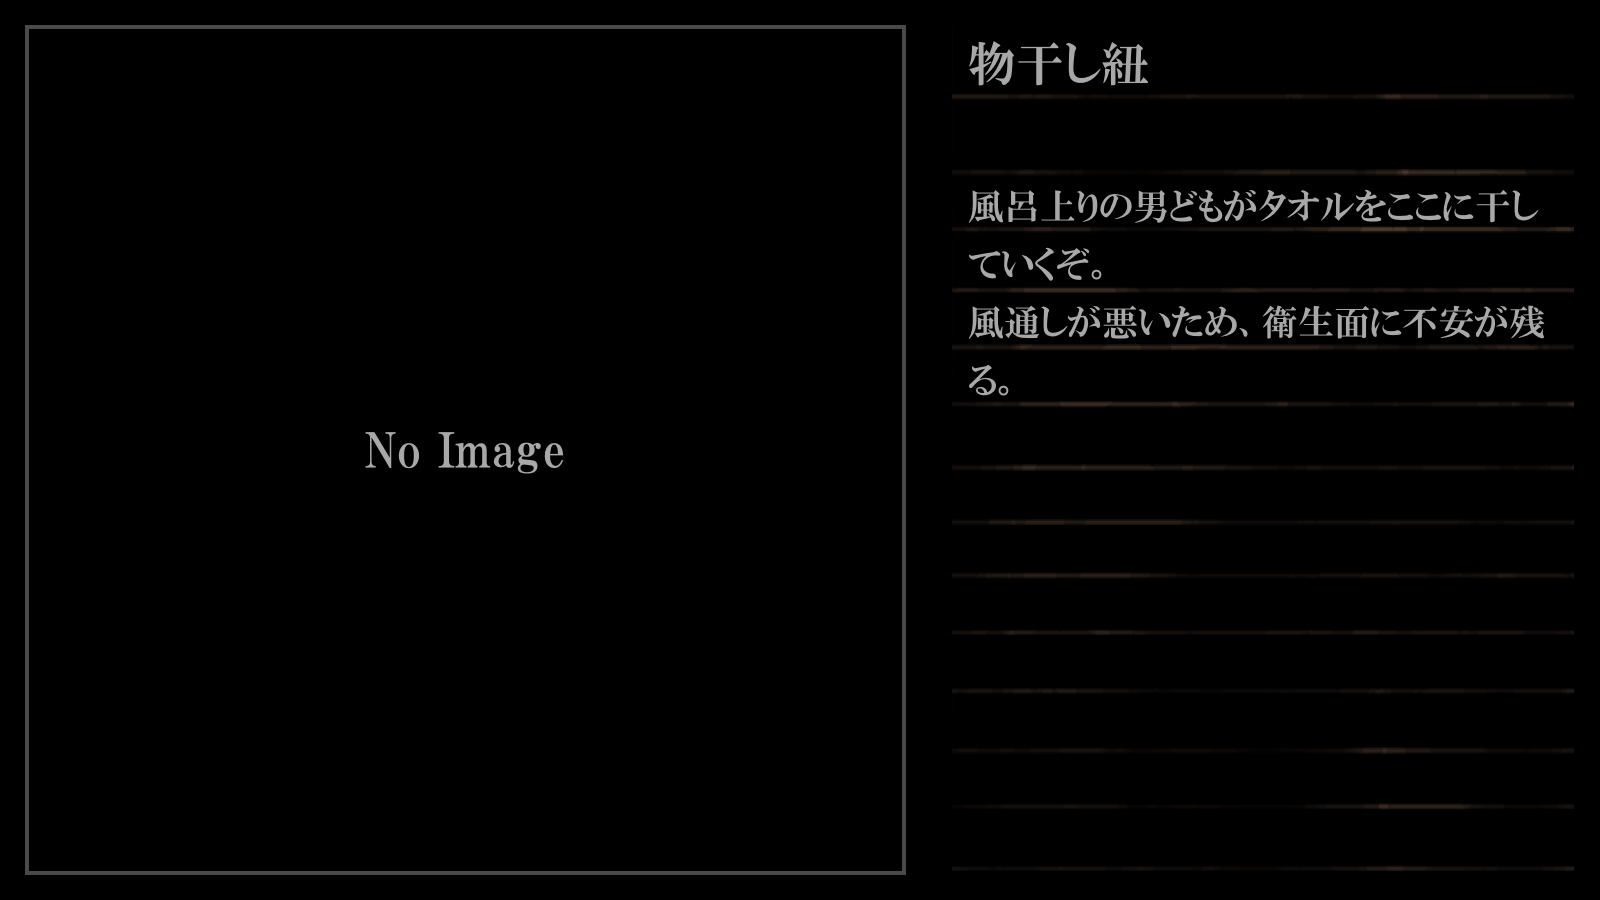 物干し紐
風呂上りの男どもがタオルをここに干し
ていくぞ。
風通しが悪いため、衛生面に不安が残
る。
No Image